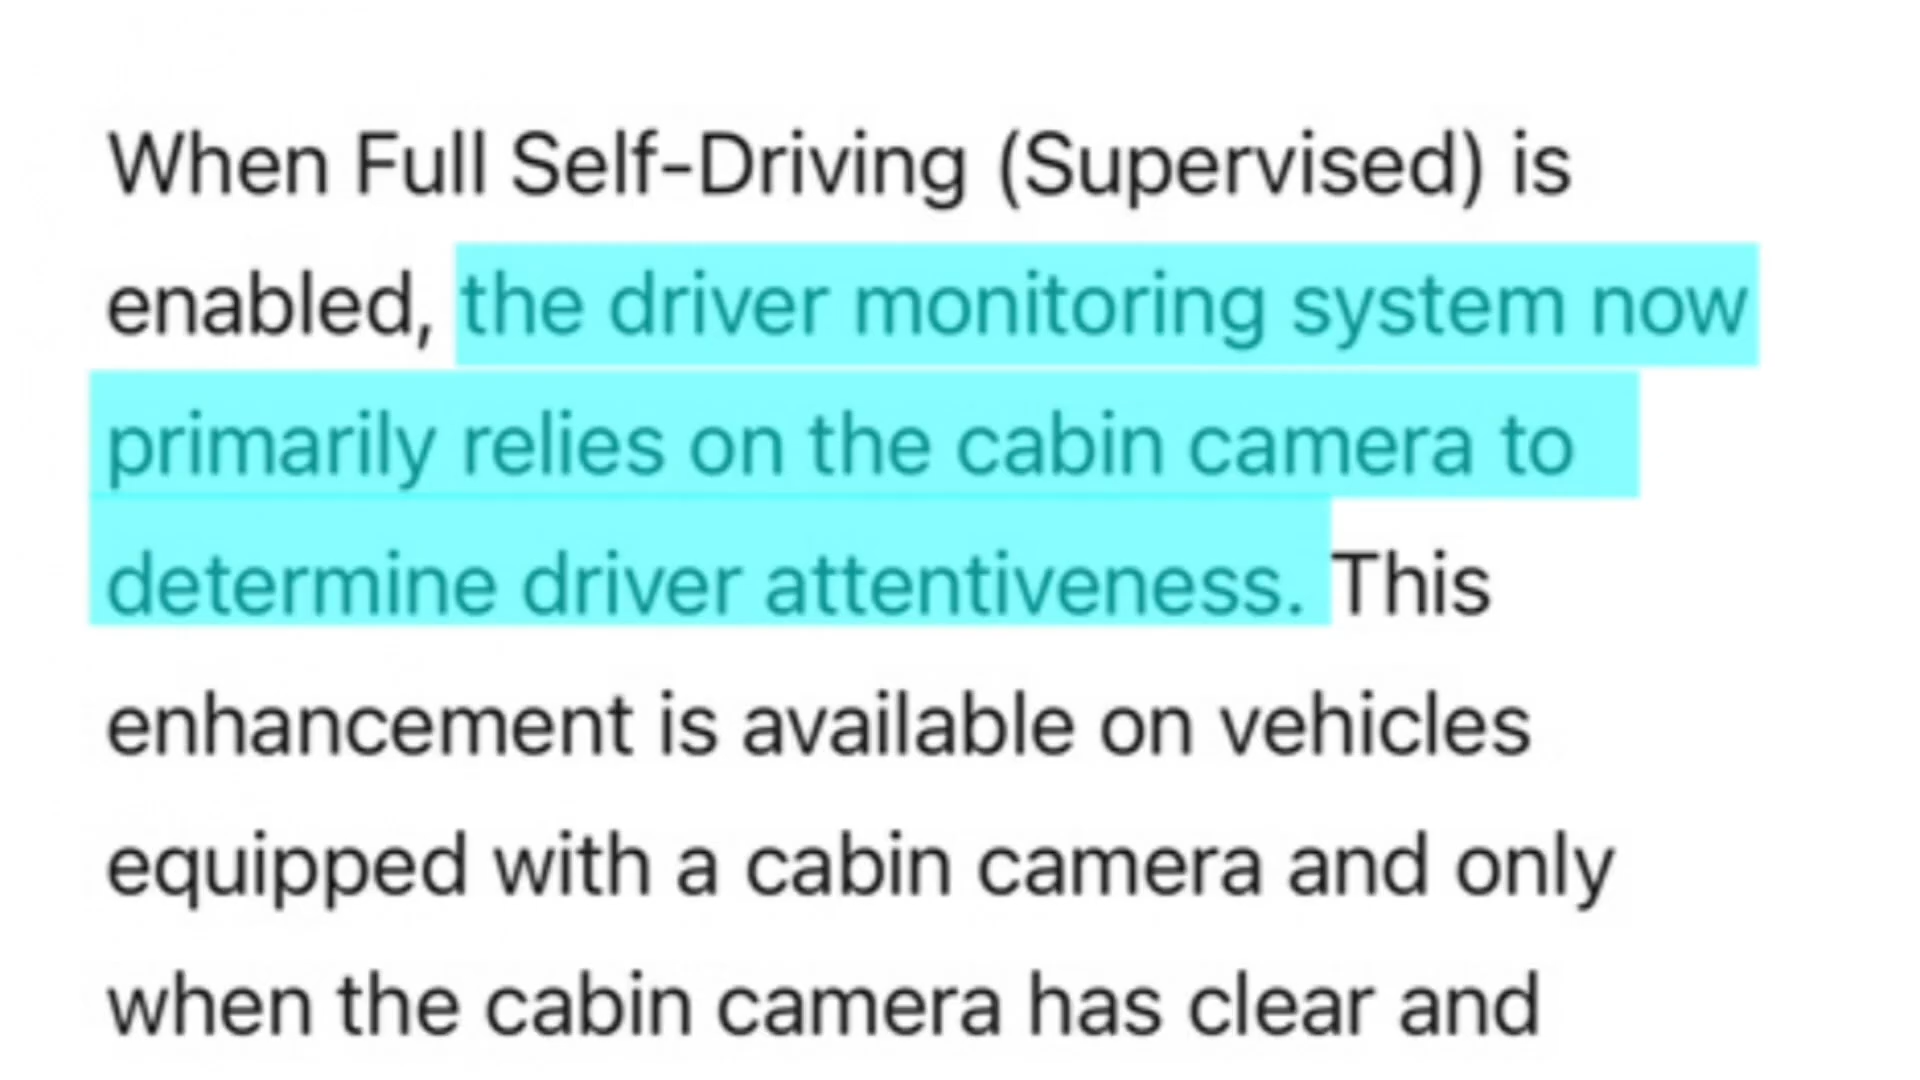 When Full Self-Driving (Supervised) is
enabled, the driver monitoring system now
primarily relies on the cabin camera to
determine driver attentiveness. This
enhancement is available on vehicles
equipped with a cabin camera and only
when the cabin camera has clear and